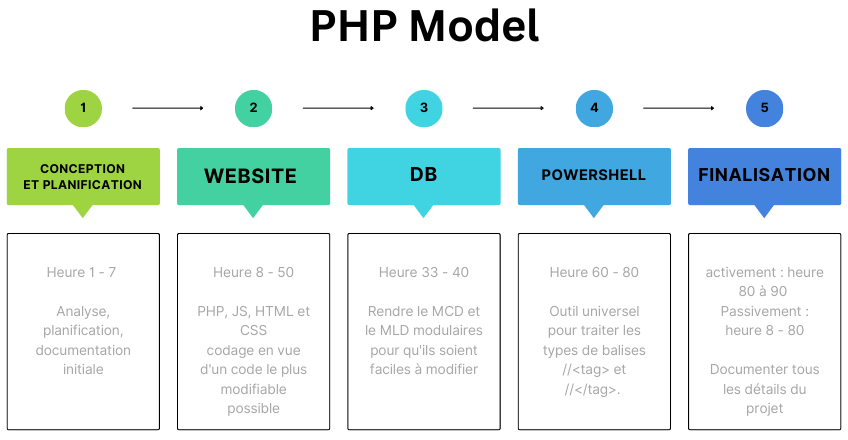 PHP Model
1
2
3
4
5
CONCEPTION
ET PLANIFICATION
WEBSITE
DB
POWERSHELL
FINALISATION
Heure 1 - 7
Analyse,
planification,
documentation
initiale
Heure 8 - 50
PHP, JS, HTML et
CSS
codage en vue
d'un code le plus
modifiable
possible
Heure 33 - 40
Rendre le MCD et
le MLD modulaires
pour qu'ils soient
faciles à modifier
Heure 60 - 80
Outil universel
pour traiter les
types de balises
//<tag> et
//</tag>.
activement : heure
80 à 90
Passivement :
heure 8 - 80
Documenter tous
les détails du
projet